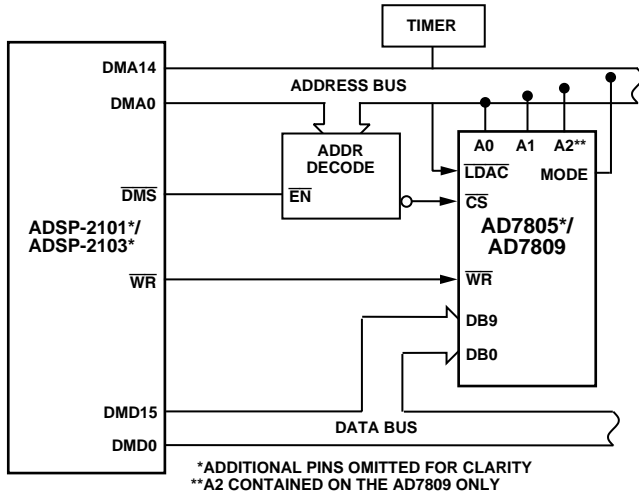 TIMER
DMA14
ADDRESS BUS
DMA0
ADDR
DECODE
A0 A1 A2**
LDAC
MODE
DMS
EN
CS
ADSP-2101*/
ADSP-2103*
AD7805*/
AD7809
WR
WR
DB9
DB0
DMD15
DATA BUS
DMD0
*ADDITIONAL PINS OMITTED FOR CLARITY
**A2 CONTAINED ON THE AD7809 ONLY